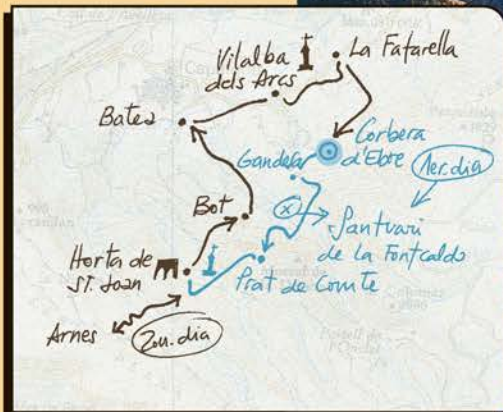 Vilalba
dels Arcs
La Fatarella
Batea
Corbera
d'Ebre
Gandesa
1er. dia
Bot
x
Santuari
de la Fontcalda
Horta de
St. Joan
Prat de Comte
Arnes
2on. dia